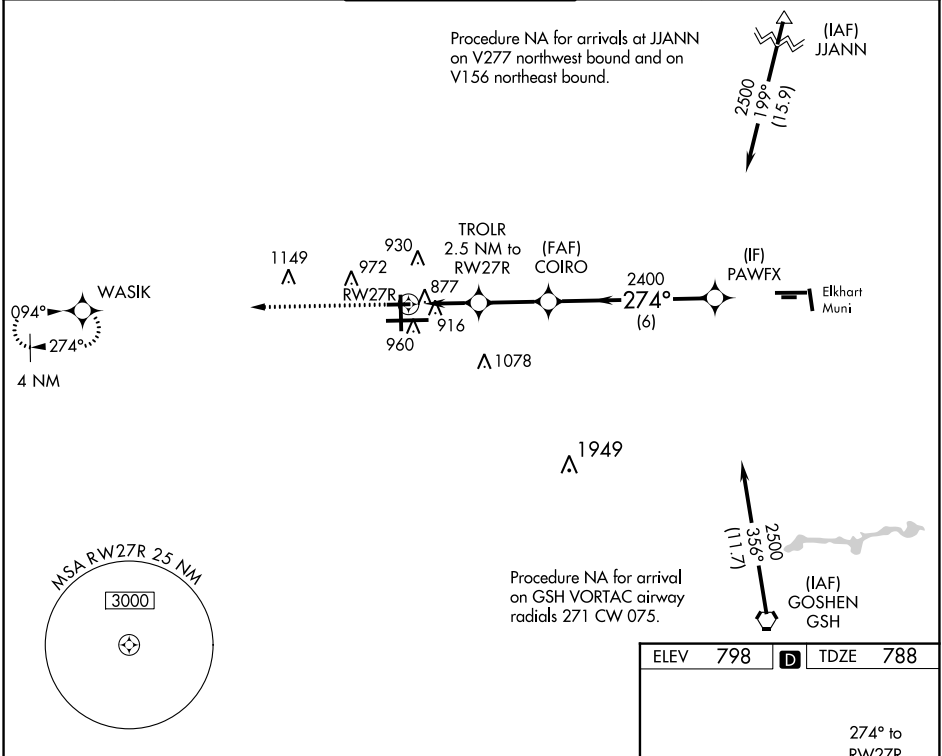 Procedure NA for arrivals at JJANN
on V277 northwest bound and on
V156 northeast bound.
(IAF)
JJANN
2500
199°
(15.9)
TROLR
2.5 NM to
RW27R
(FAF)
COIRO
(IF)
PAWFX
1149
972
930
877
RW27R
916
960
2400
274°
(6)
Elkhart
Muni
WASIK
094°
274°
4 NM
1078
1949
2500
356°
(11.7)
MSA RW27R 25 NM
3000
Procedure NA for arrival
on GSH VORTAC airway
radials 271 CW 075.
(IAF)
GOSHEN
GSH
ELEV 798 D TDZE 788
274° to
RW27R